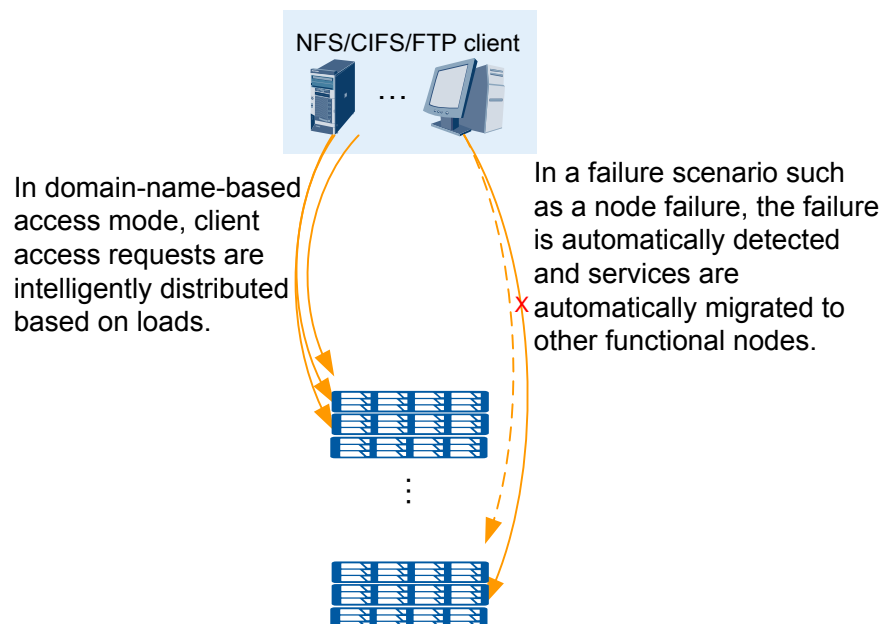 NFS/CIFS/FTP client
...
In domain-name-based
access mode, client
access requests are
intelligently distributed
based on loads.
In a failure scenario such
as a node failure, the failure
is automatically detected
and services are
automatically migrated to
other functional nodes.
X
...